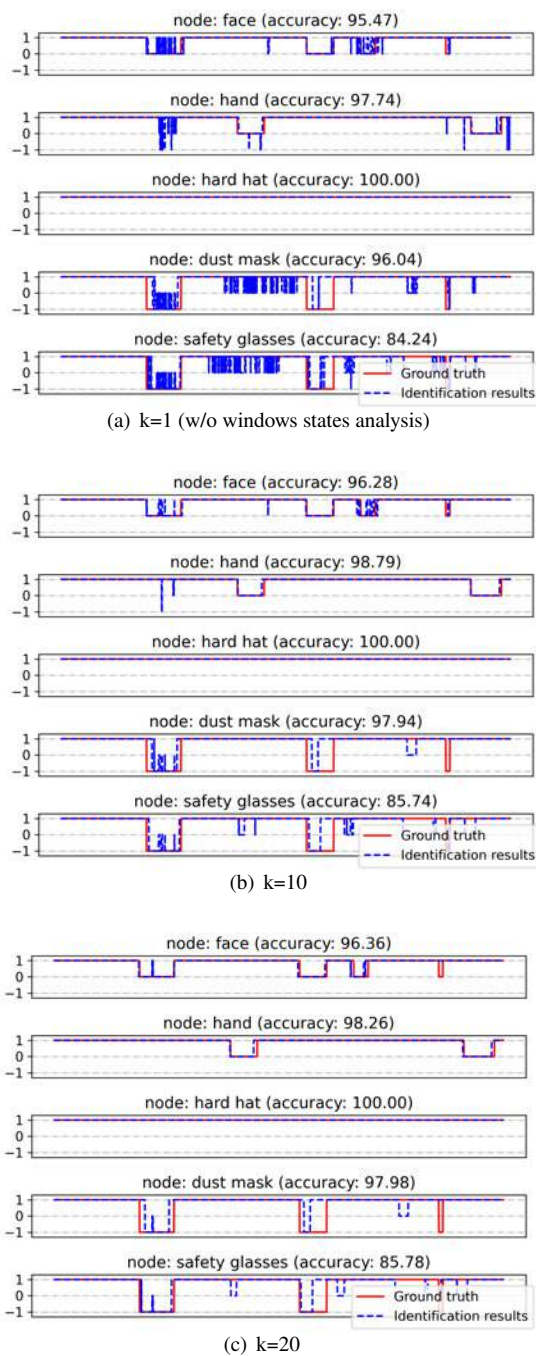 node: face (accuracy: 95.47)
1
0
−1
node: hand (accuracy: 97.74)
1
0
−1
node: hard hat (accuracy: 100.00)
1
0
−1
node: dust mask (accuracy: 96.04)
1
0
−1
node: safety glasses (accuracy: 84.24)
1
0
−1
Ground truth
Identification results
(a) k=1 (w/o windows states analysis)
node: face (accuracy: 96.28)
1
0
−1
node: hand (accuracy: 98.79)
1
0
−1
node: hard hat (accuracy: 100.00)
1
0
−1
node: dust mask (accuracy: 97.94)
1
0
−1
node: safety glasses (accuracy: 85.74)
1
0
−1
Ground truth
Identification results
(b) k=10
node: face (accuracy: 96.36)
1
0
−1
node: hand (accuracy: 98.26)
1
0
−1
node: hard hat (accuracy: 100.00)
1
0
−1
node: dust mask (accuracy: 97.98)
1
0
−1
node: safety glasses (accuracy: 85.78)
1
0
−1
Ground truth
Identification results
(c) k=20